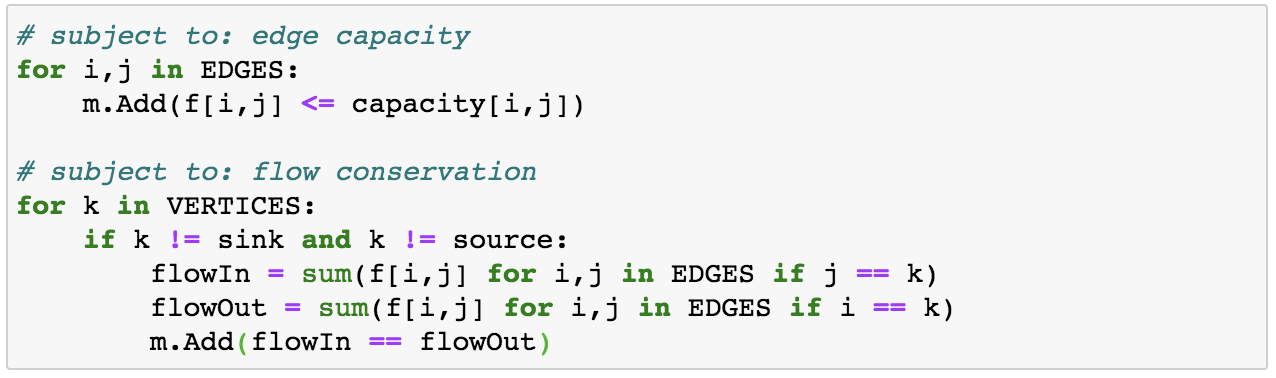 # subject to: edge capacity
for i,j in EDGES:
    m.Add(f[i,j] <= capacity[i,j])

# subject to: flow conservation
for k in VERTICES:
    if k != sink and k != source:
        flowIn = sum(f[i,j] for i,j in EDGES if j == k)
        flowOut = sum(f[i,j] for i,j in EDGES if i == k)
        m.Add(flowIn == flowOut)